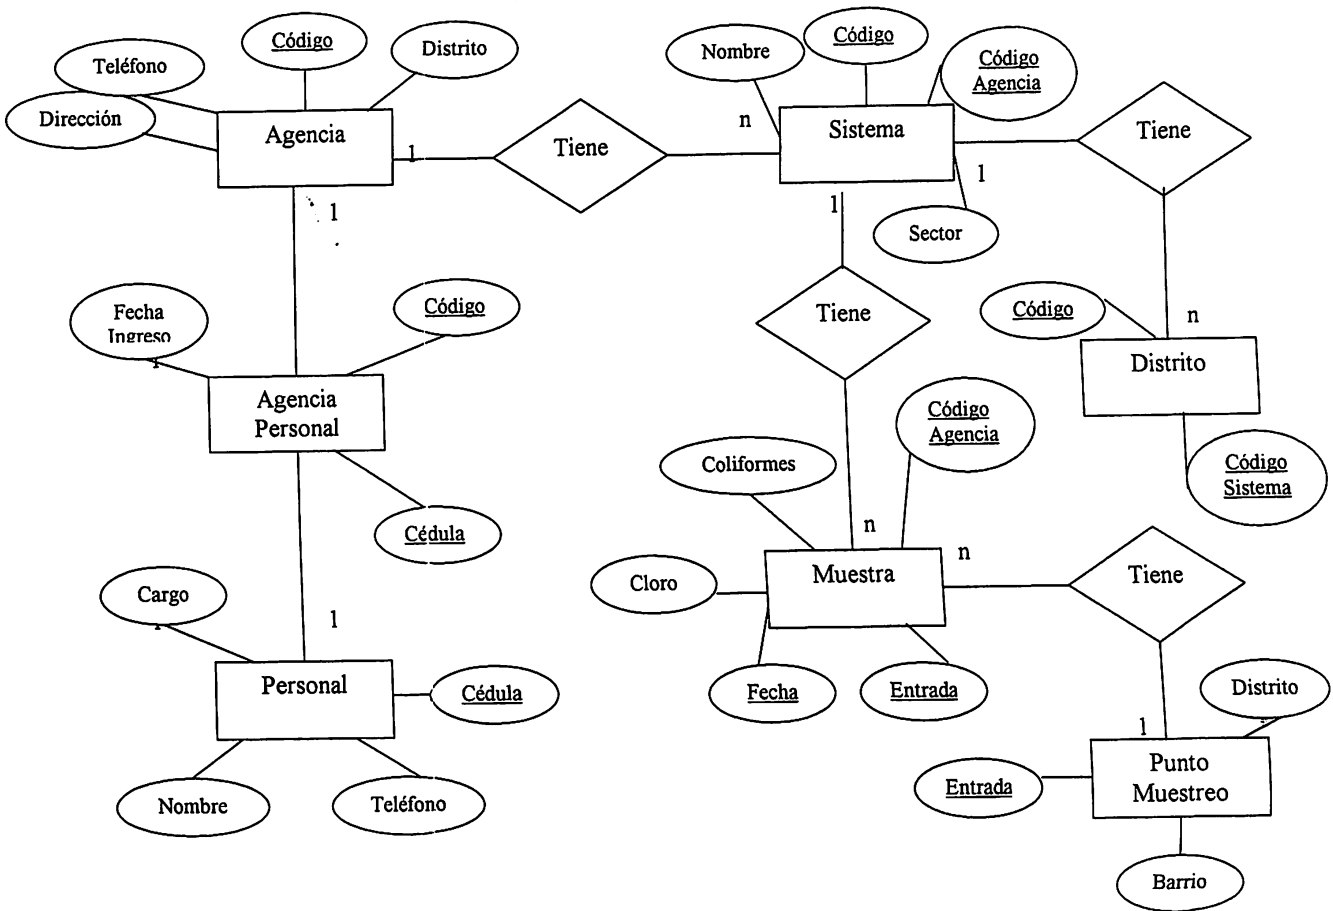 Código
Teléfono
Distrito
Dirección
Agencia
1
Tiene
n
Nombre
Código
Código
Agencia
Sistema
Tiene
1
1
1
Sector
Tiene
Fecha
Ingreso
Código
Código
n
Distrito
Agencia
Personal
Código
Agencia
Coliformes
Código
Sistema
Cédula
n
n
Muestra
Tiene
Cloro
Cargo
1
Personal
Cédula
Fecha
Entrada
Distrito
1
Punto
Muestreo
Entrada
Nombre
Teléfono
Barrio